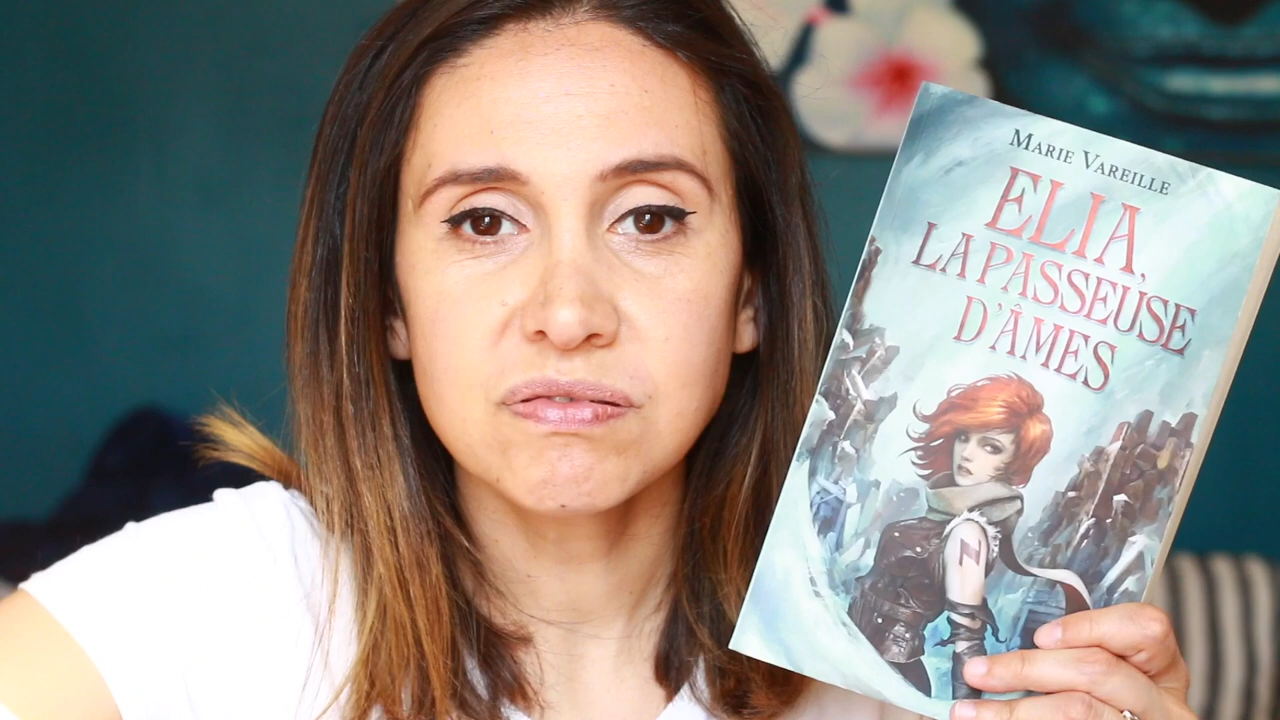 MARIE VAREILLE
ELIA,
LA PASSEUSE
D'ÂMES
N